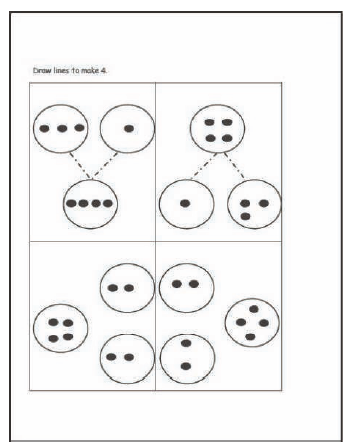 Draw lines to make 4.